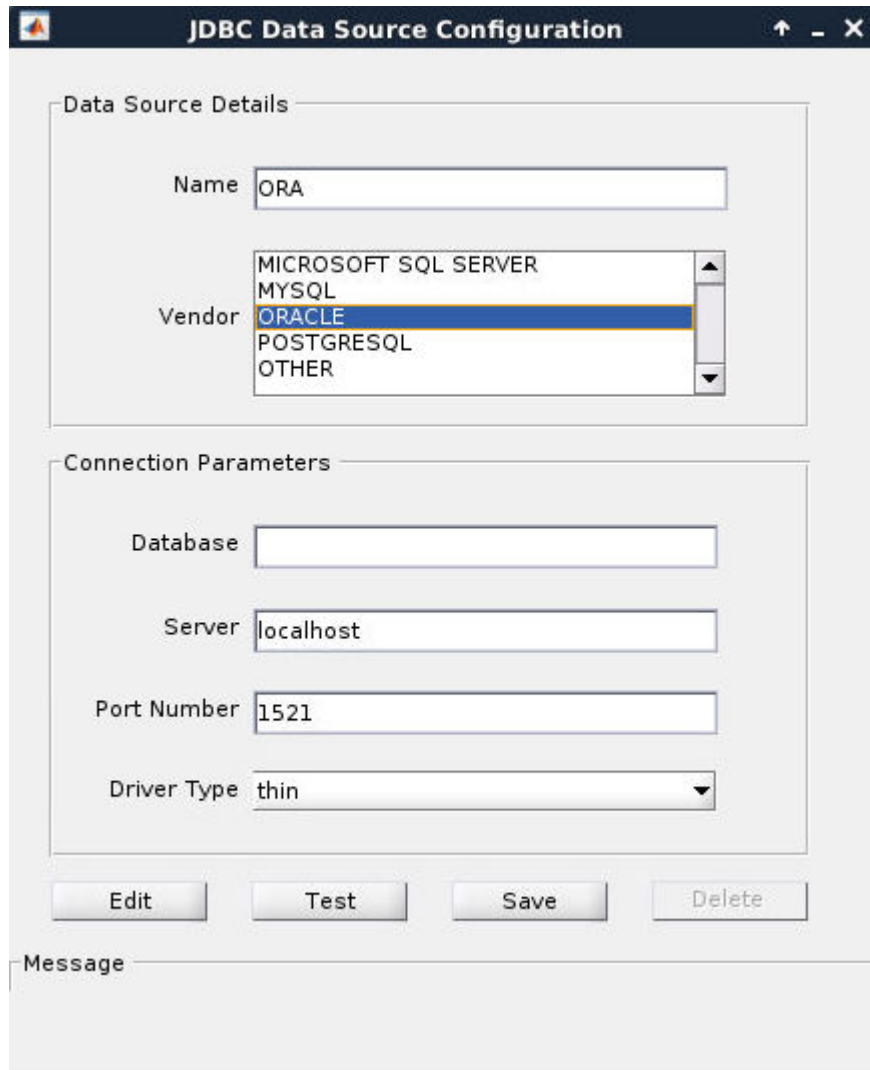 JDBC Data Source Configuration
Data Source Details
Name ORA
MICROSOFT SQL SERVER
MYSQL
Vendor ORACLE
POSTGRESQL
OTHER
Connection Parameters
Database
Server localhost
Port Number 1521
Driver Type thin
Edit Test Save Delete
Message